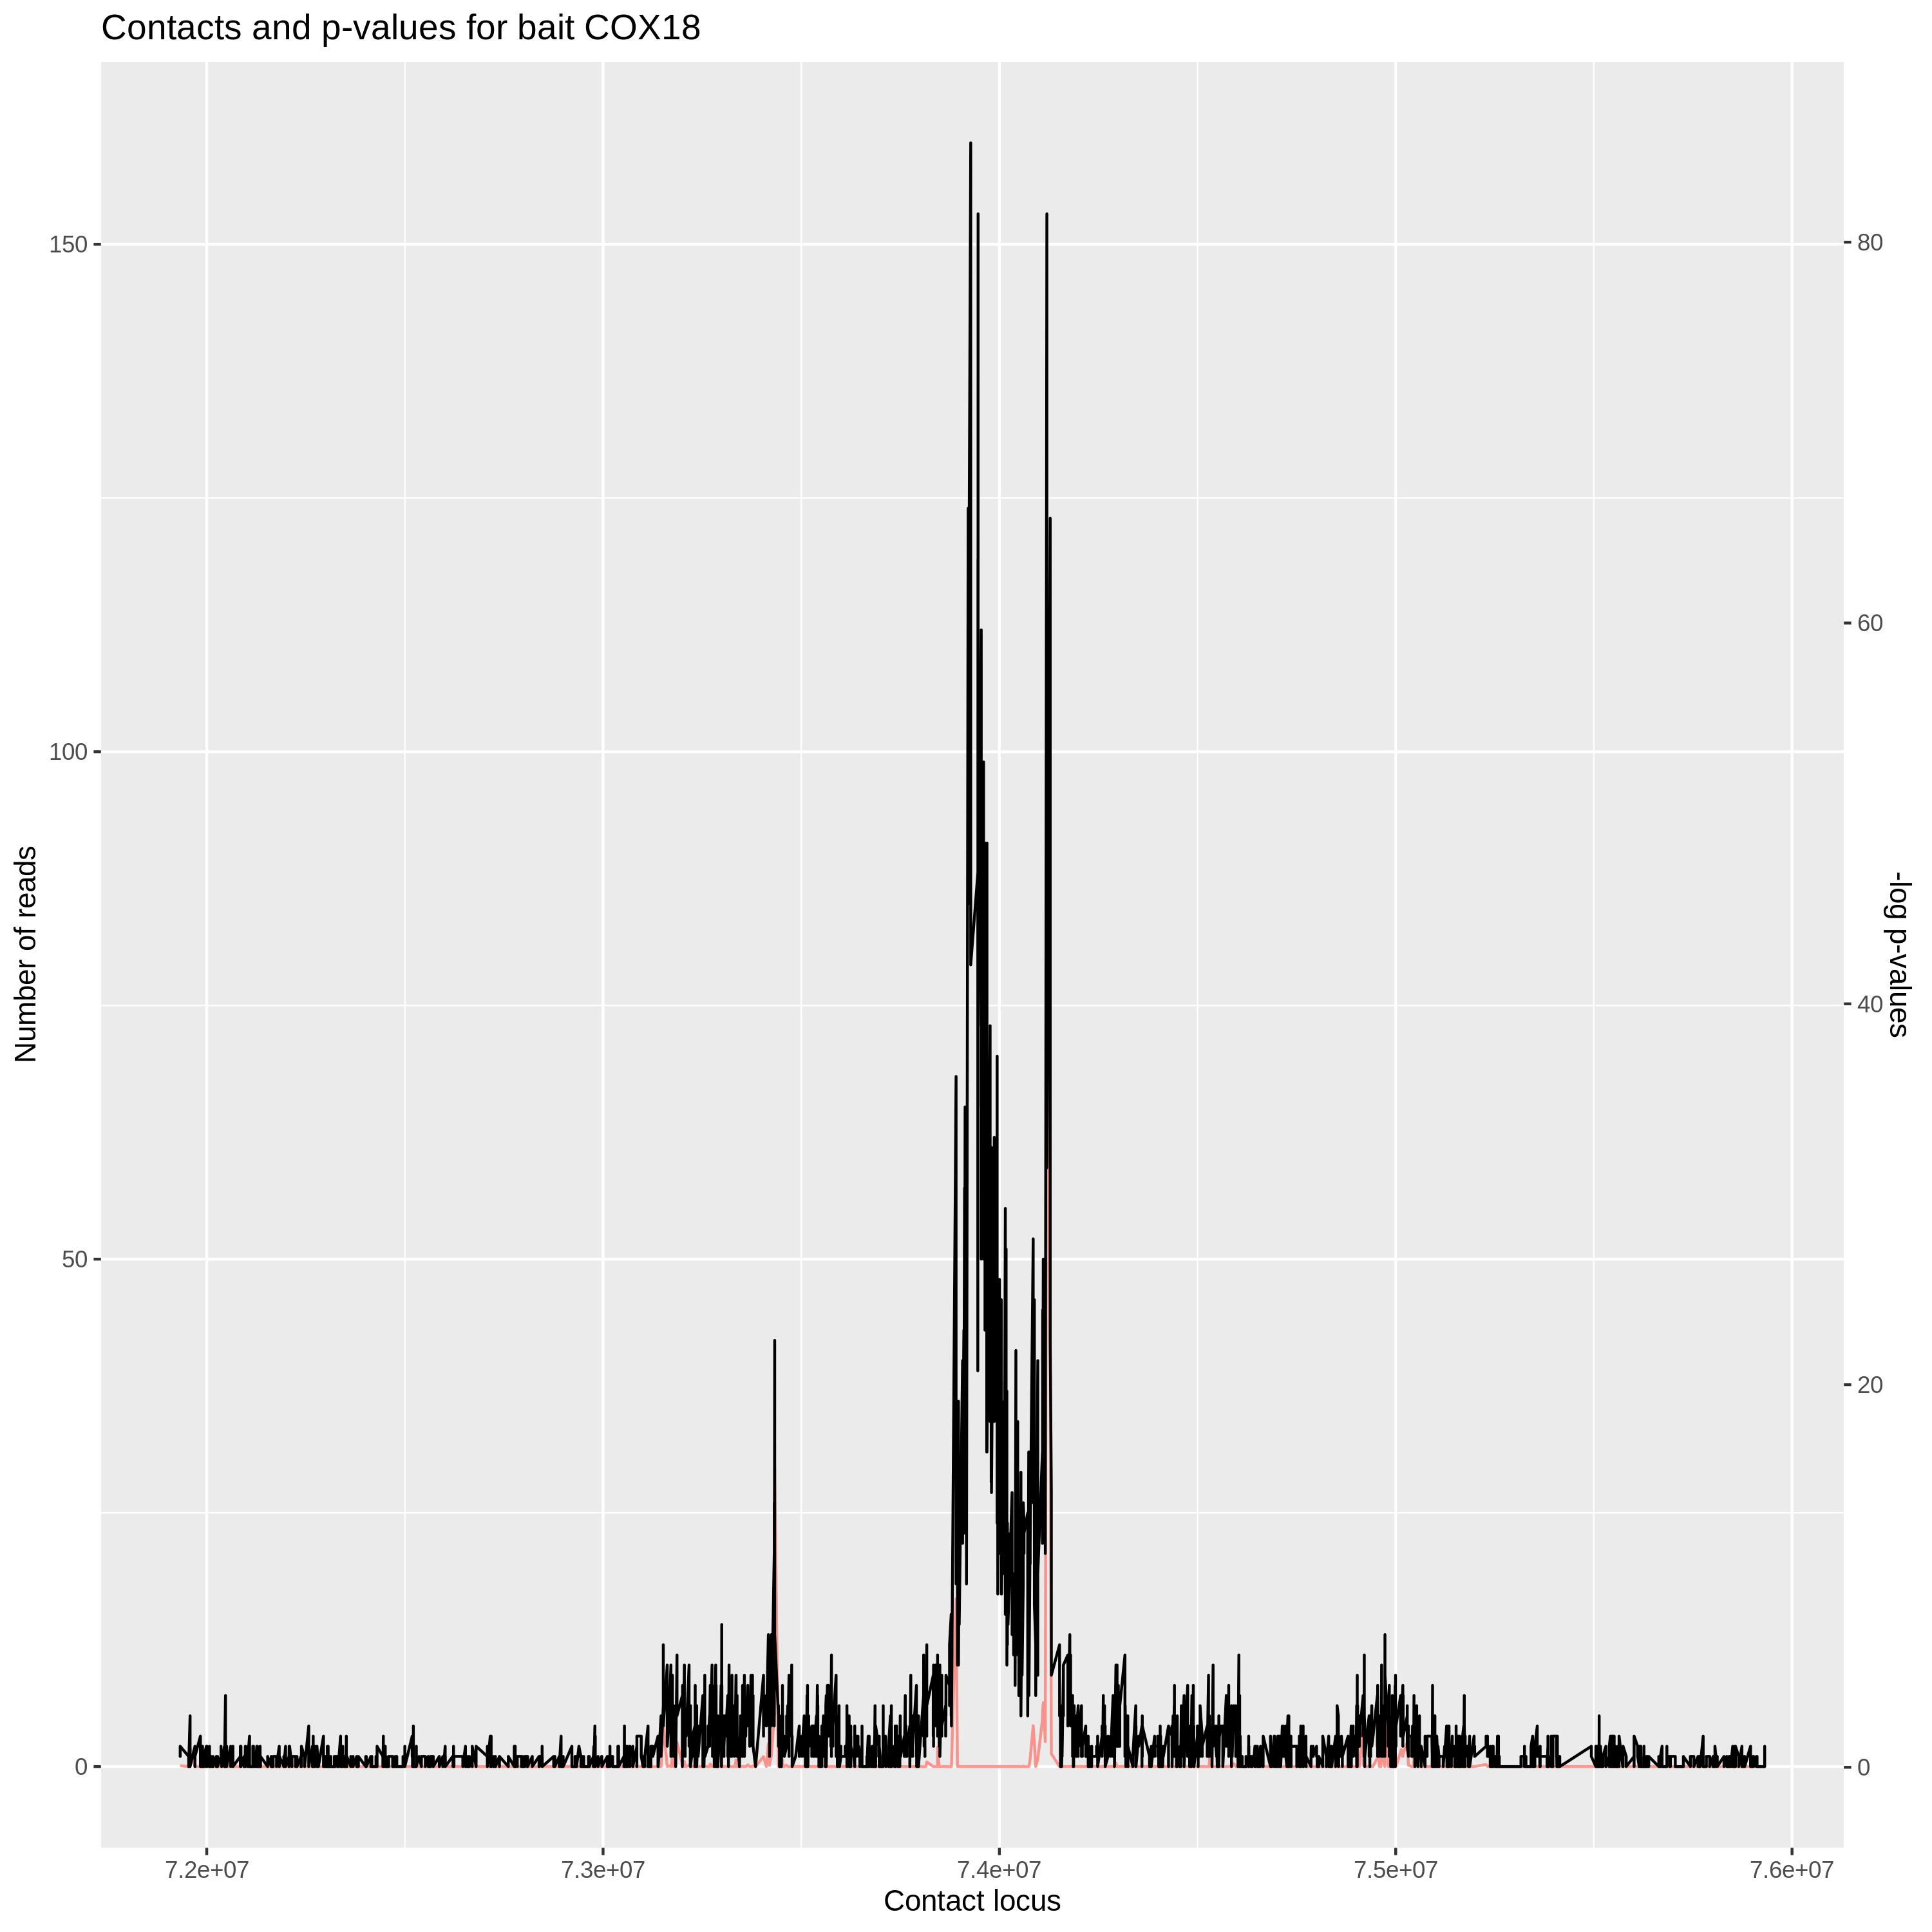 Contacts and p-values for bait COX18
150
100
50
0
Number of reads
80
60
40
20
0
-log p-values
7.2e+07
7.3e+07
7.4e+07
7.5e+07
7.6e+07
Contact locus